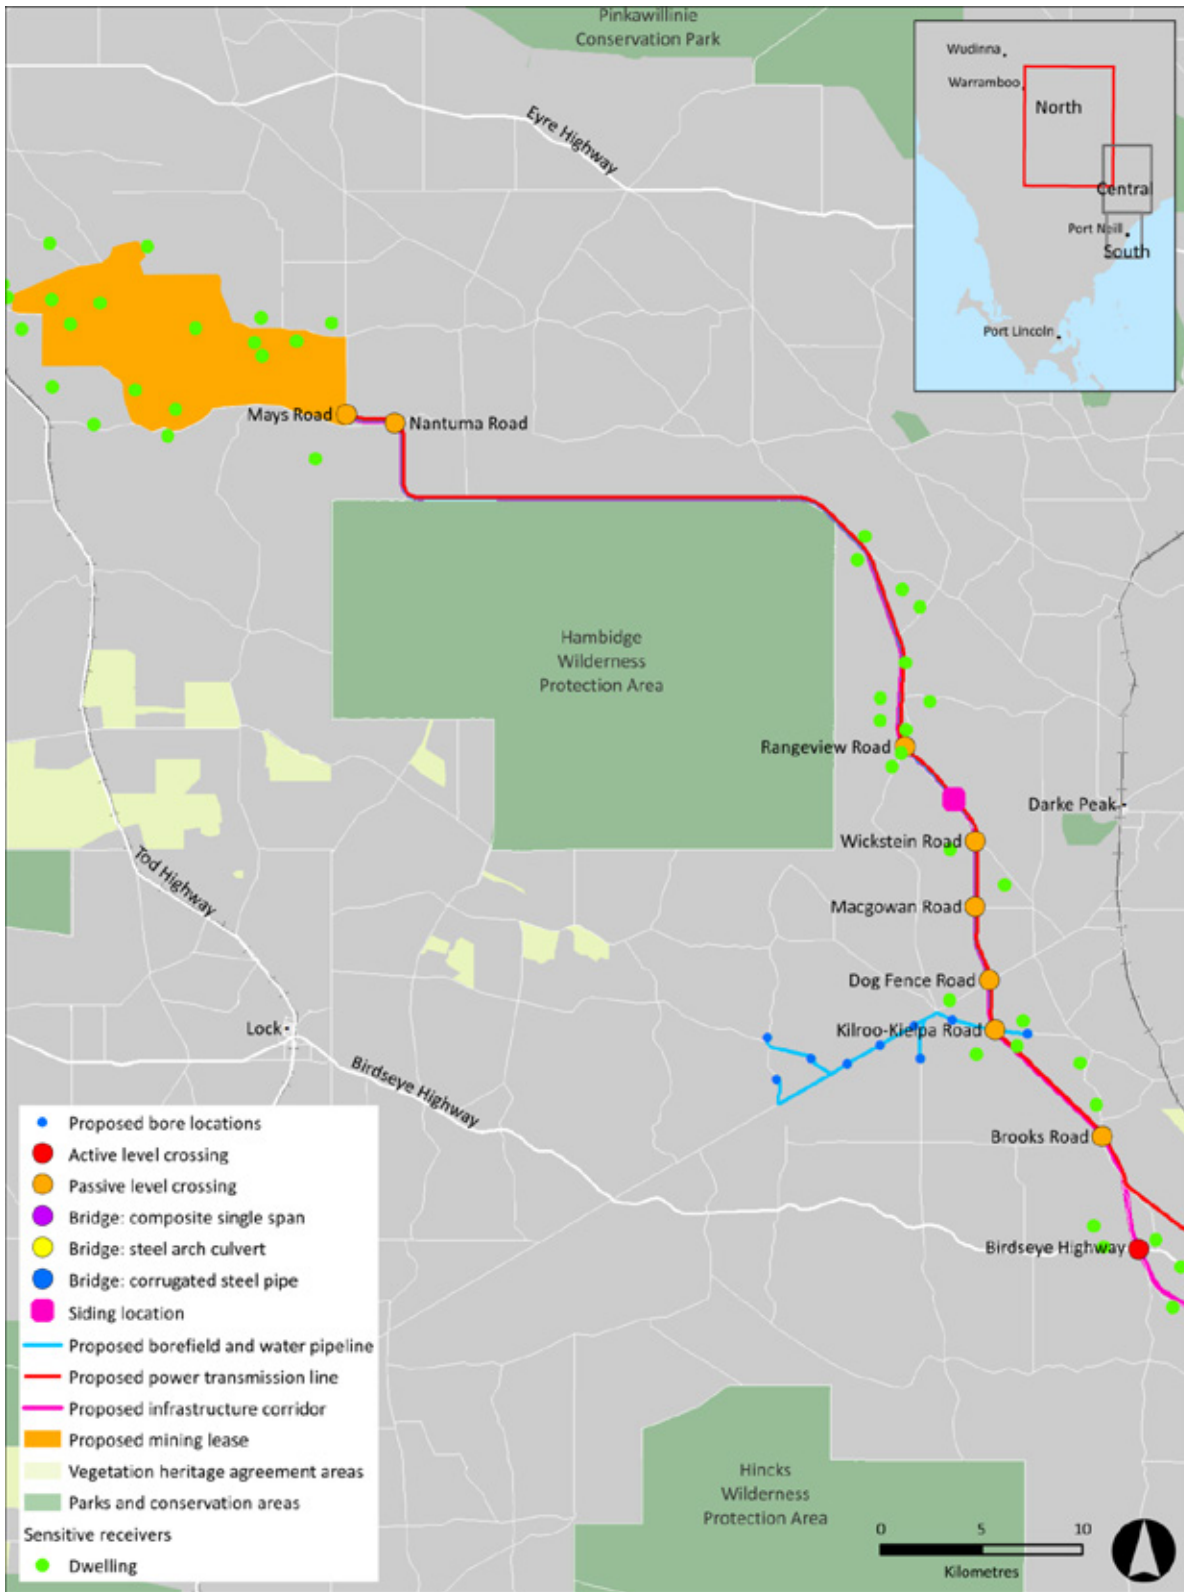 Pinkawillinie
Conservation Park
Wudinna
Warramboo
North
Central
Port Neill
South
Port Lincoln
Eyre Highway
Mays Road
Nantuma Road
Hambidge
Wilderness
Protection Area
Rangeview Road
Darke Peak
Wickstein Road
Tod Highway
Macgowan Road
Dog Fence Road
Lock
Kilroo-Kielpa Road
Birdseye Highway
Brooks Road
Birdseye Highway
Proposed bore locations
Active level crossing
Passive level crossing
Bridge: composite single span
Bridge: steel arch culvert
Bridge: corrugated steel pipe
Siding location
Proposed borefield and water pipeline
Proposed power transmission line
Proposed infrastructure corridor
Proposed mining lease
Vegetation heritage agreement areas
Parks and conservation areas
Sensitive receivers
Dwelling
Hincks
Wilderness
Protection Area
0 5 10
Kilometres